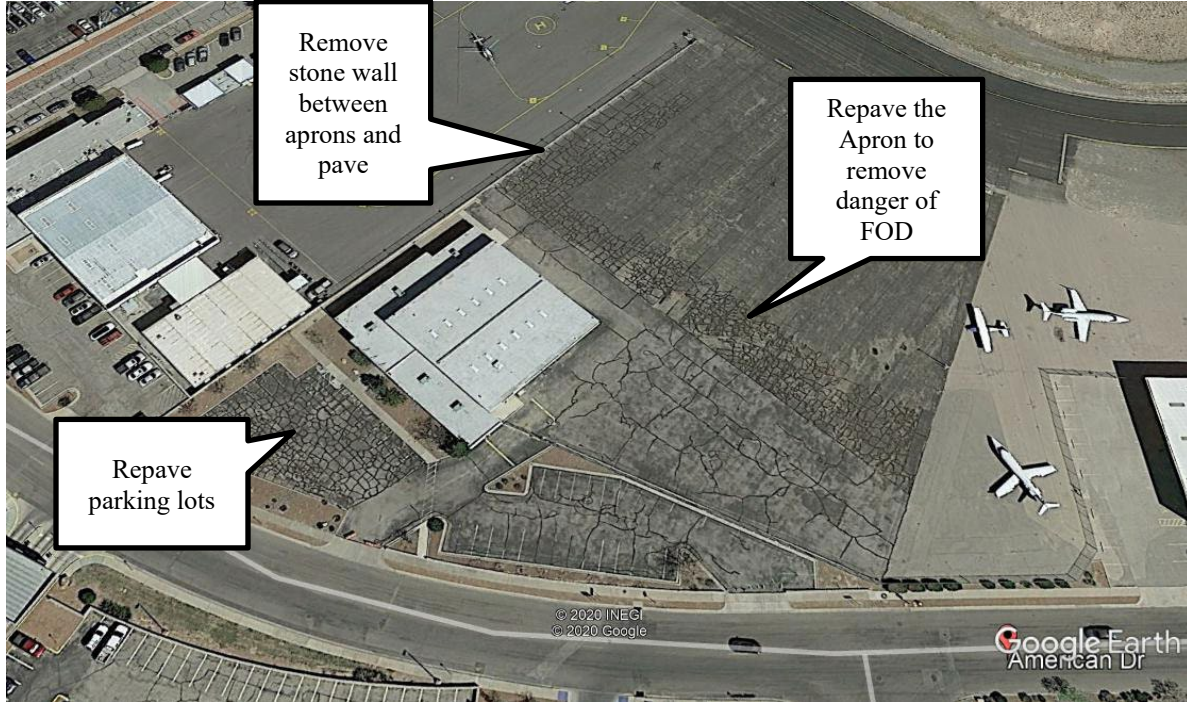 Remove
stone wall
between
aprons and
pave
Repave the
Apron to
remove
danger of
FOD
Repave
parking lots
H
© 2020 INEGI
© 2020 Google
Google Earth
American Dr